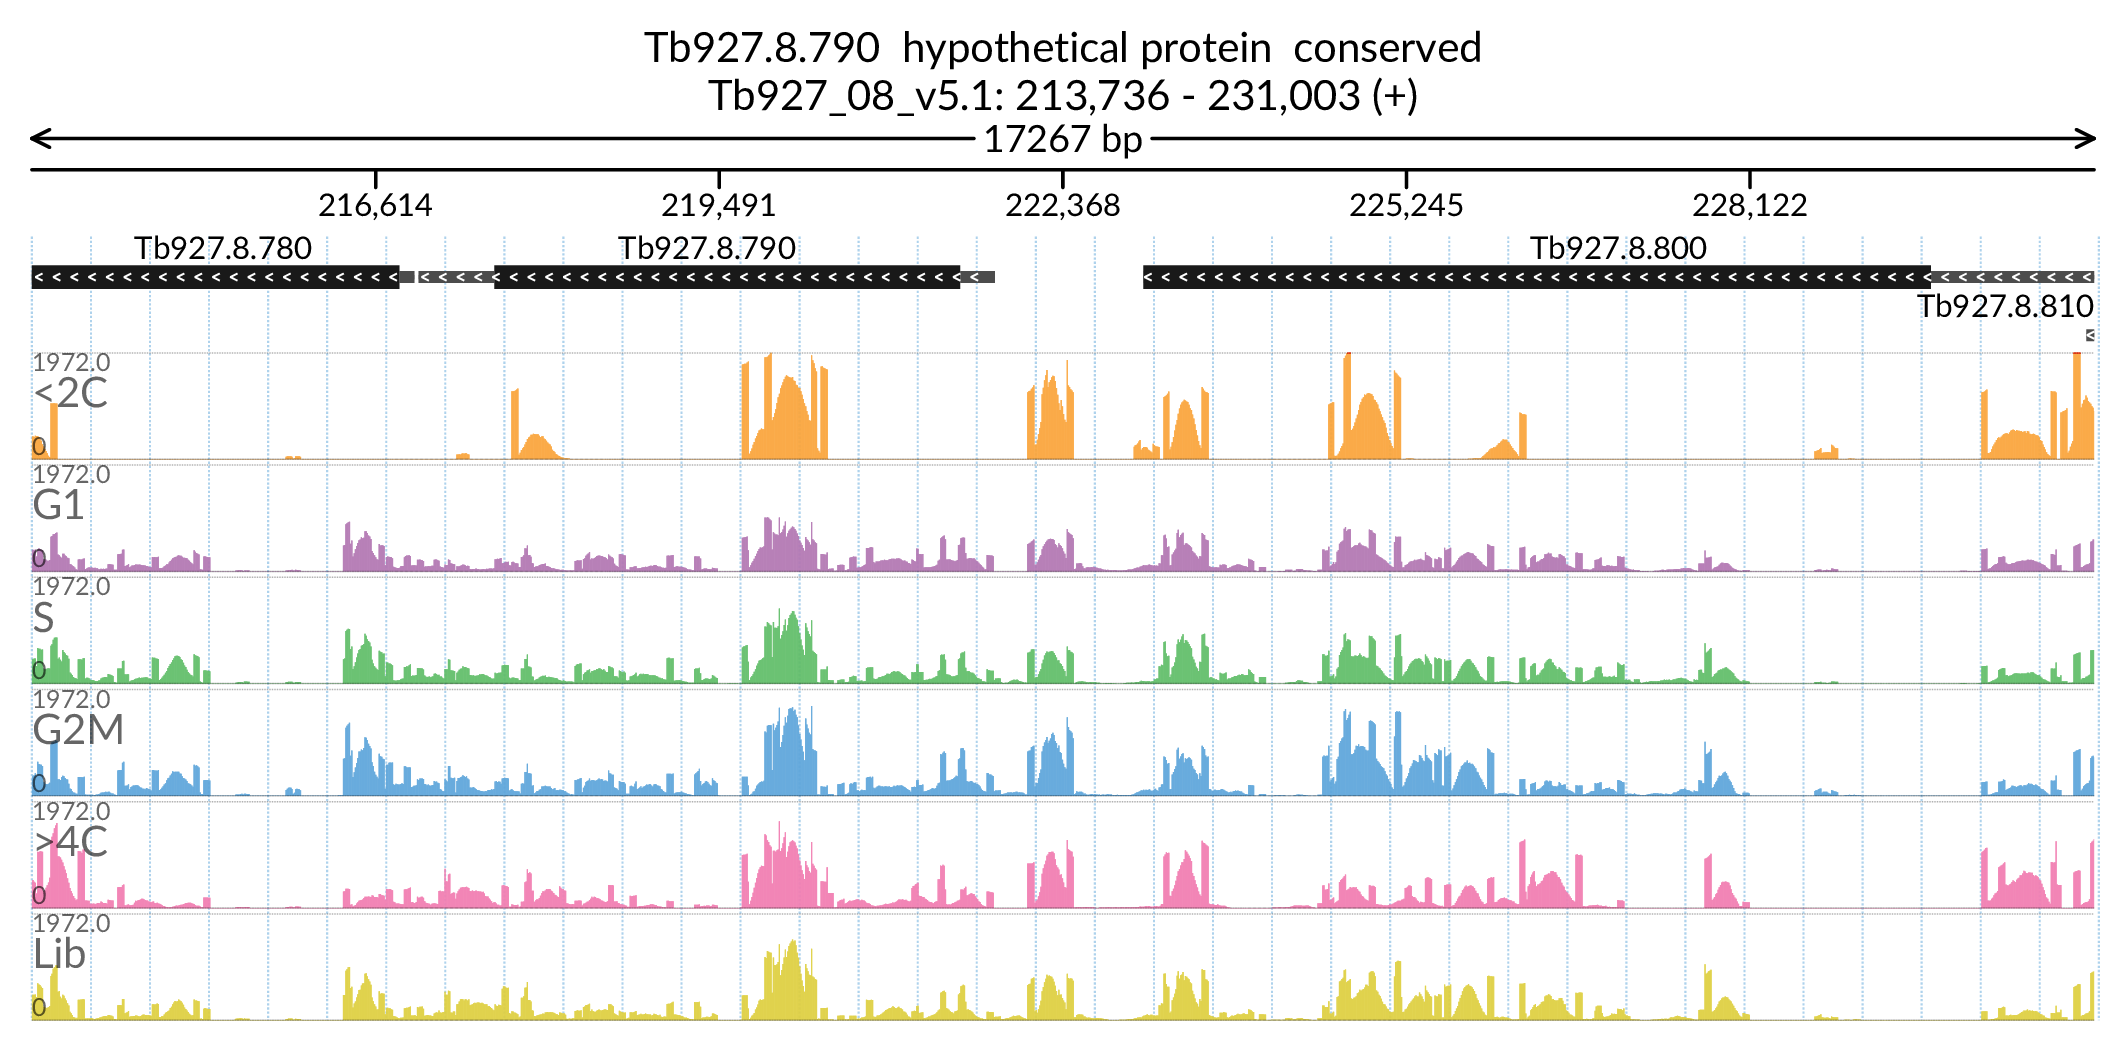 Tb927.8.790  hypothetical protein  conserved
Tb927_08_v5.1: 213,736 - 231,003 (+)
17267 bp
216,614 219,491 222,368 225,245 228,122
Tb927.8.780 Tb927.8.790 Tb927.8.800
Tb927.8.810
1972.0
<2C
0
1972.0
G1
0
1972.0
S
0
1972.0
G2M
0
1972.0
>4C
0
1972.0
Lib
0